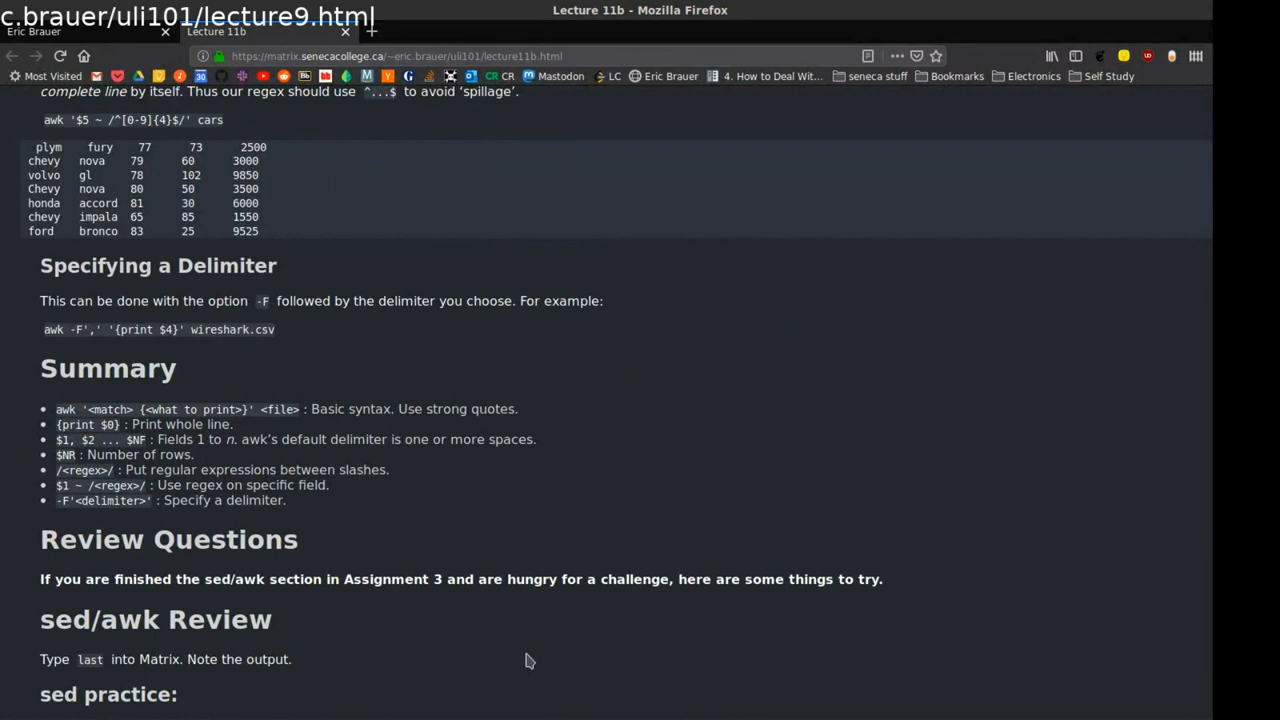 Lecture 11b - Mozilla Firefox
c.brauer/uli101/lecture9.html
Eric Brauer
Lecture 11b
https://matrix.senecacollege.ca/~eric.brauer/uli101/lecture11b.html
Most Visited CR CR Mastodon LC Eric Brauer 4. How to Deal Wit... seneca stuff Bookmarks Electronics Self Study
complete line by itself. Thus our regex should use ^...$ to avoid ‘spillage’.
awk '$5 ~ /^[0-9]{4}$/' cars
plym fury 77 73 2500
chevy nova 79 60 3000
volvo gl 78 102 9850
Chevy nova 80 50 3500
honda accord 81 30 6000
chevy impala 65 85 1550
ford bronco 83 25 9525
Specifying a Delimiter
This can be done with the option -F followed by the delimiter you choose. For example:
awk -F',' '{print $4}' wireshark.csv
Summary
• awk '<match> {<what to print>}' <file> : Basic syntax. Use strong quotes.
• {print $0} : Print whole line.
• $1, $2 ... $NF : Fields 1 to n. awk’s default delimiter is one or more spaces.
• $NR : Number of rows.
• /<regex>/ : Put regular expressions between slashes.
• $1 ~ /<regex>/ : Use regex on specific field.
• -F'<delimiter>' : Specify a delimiter.
Review Questions
If you are finished the sed/awk section in Assignment 3 and are hungry for a challenge, here are some things to try.
sed/awk Review
Type last into Matrix. Note the output.
sed practice: